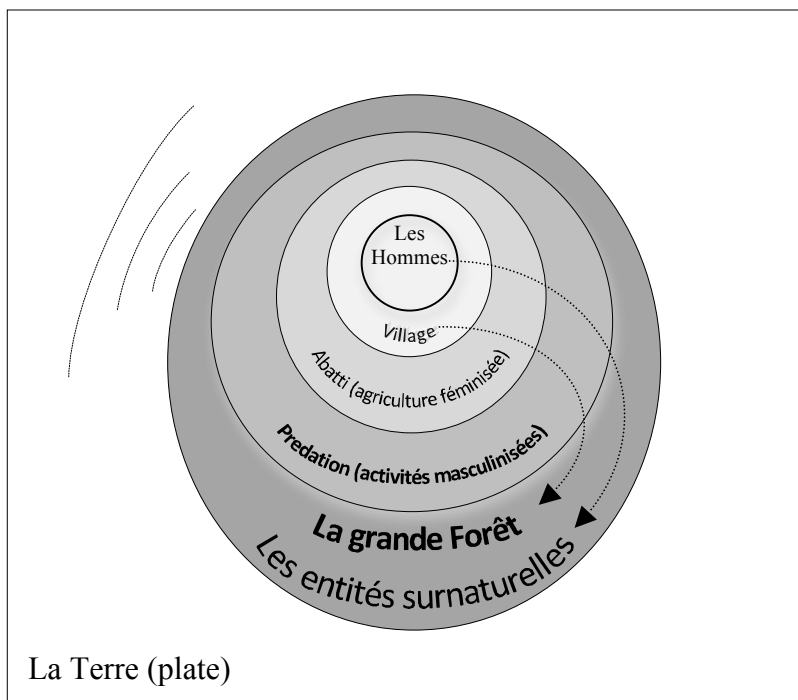 Les
Hommes
Village
Abatti (agriculture féminisée)
Predation (activités masculinisées)
La grande Forêt
Les entités surnaturelles
La Terre (plate)